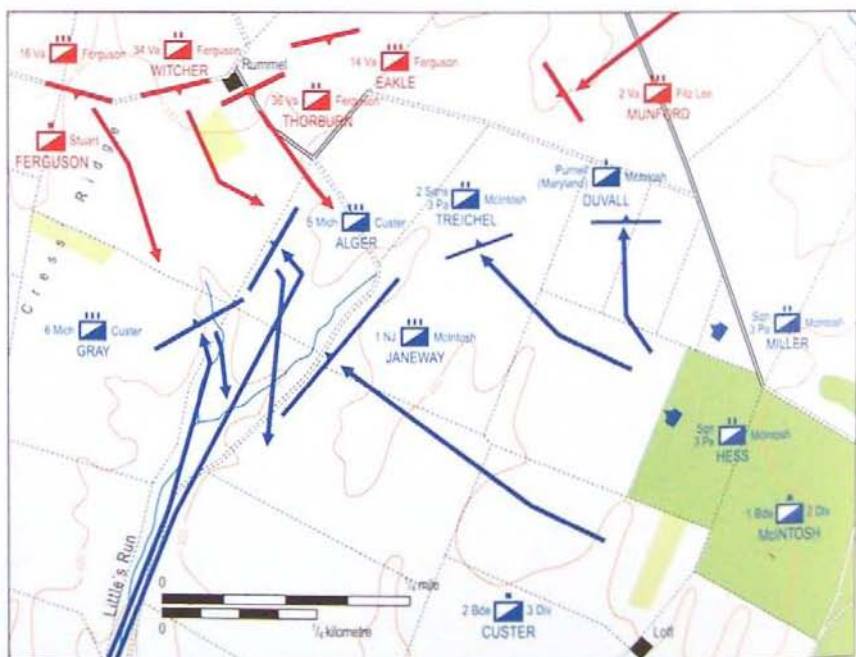 16 Va Ferguson
34 Va Ferguson
WITCHER
Rummel
14 Va Ferguson
EAKLE
36 Va Ferguson
THORBURN
2 Va Fitz Lee
MUNFORD
Stuart
FERGUSON
Cress Ridge
5 Mich Custer
ALGER
2 Sqns
3 Pa McIntosh
TREICHEL
Purnell
(Maryland) McIntosh
DUVALL
6 Mich Custer
GRAY
1 NJ McIntosh
JANEWAY
Sqn
3 Pa McIntosh
MILLER
Sqn
3 Pa McIntosh
HESS
1 Bde 2 Div
McINTOSH
Little's Run
0 ¼ mile
0 ¼ kilometre
2 Bde 3 Div
CUSTER
Lott